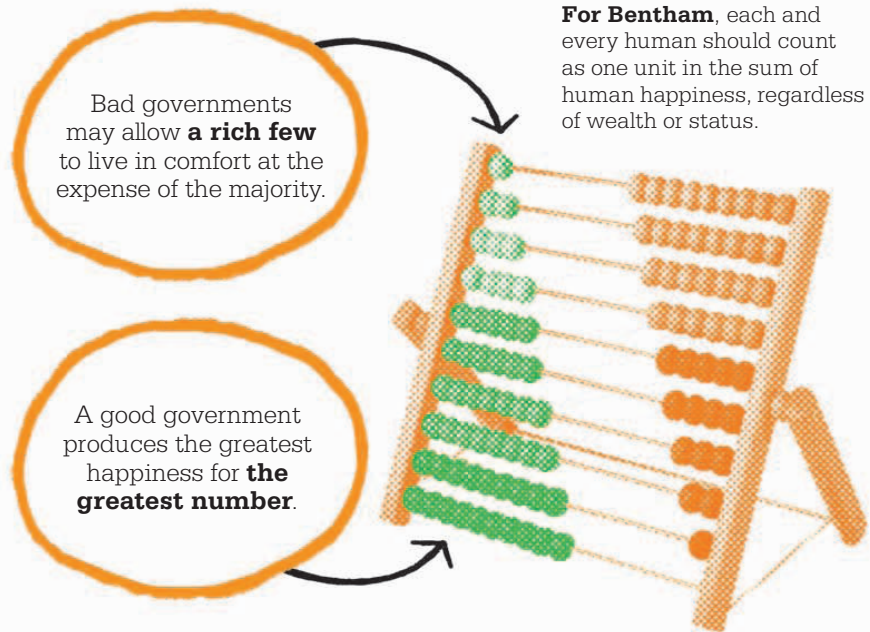 Bad governments
may allow a rich few
to live in comfort at the
expense of the majority.
For Bentham, each and
every human should count
as one unit in the sum of
human happiness, regardless
of wealth or status.
A good government
produces the greatest
happiness for the
greatest number.